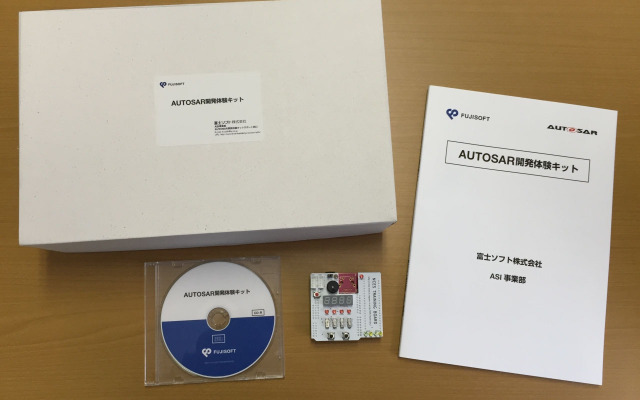 FUJISOFT
AUTOSAR開発体験キット
富士ソフト株式会社
FUJISOFT
AUTOSAR
AUTOSAR開発体験キット
富士ソフト株式会社
ASI 事業部
AUTOSAR開発体験キット
CD-R
FUJISOFT
TRAINING BOARD